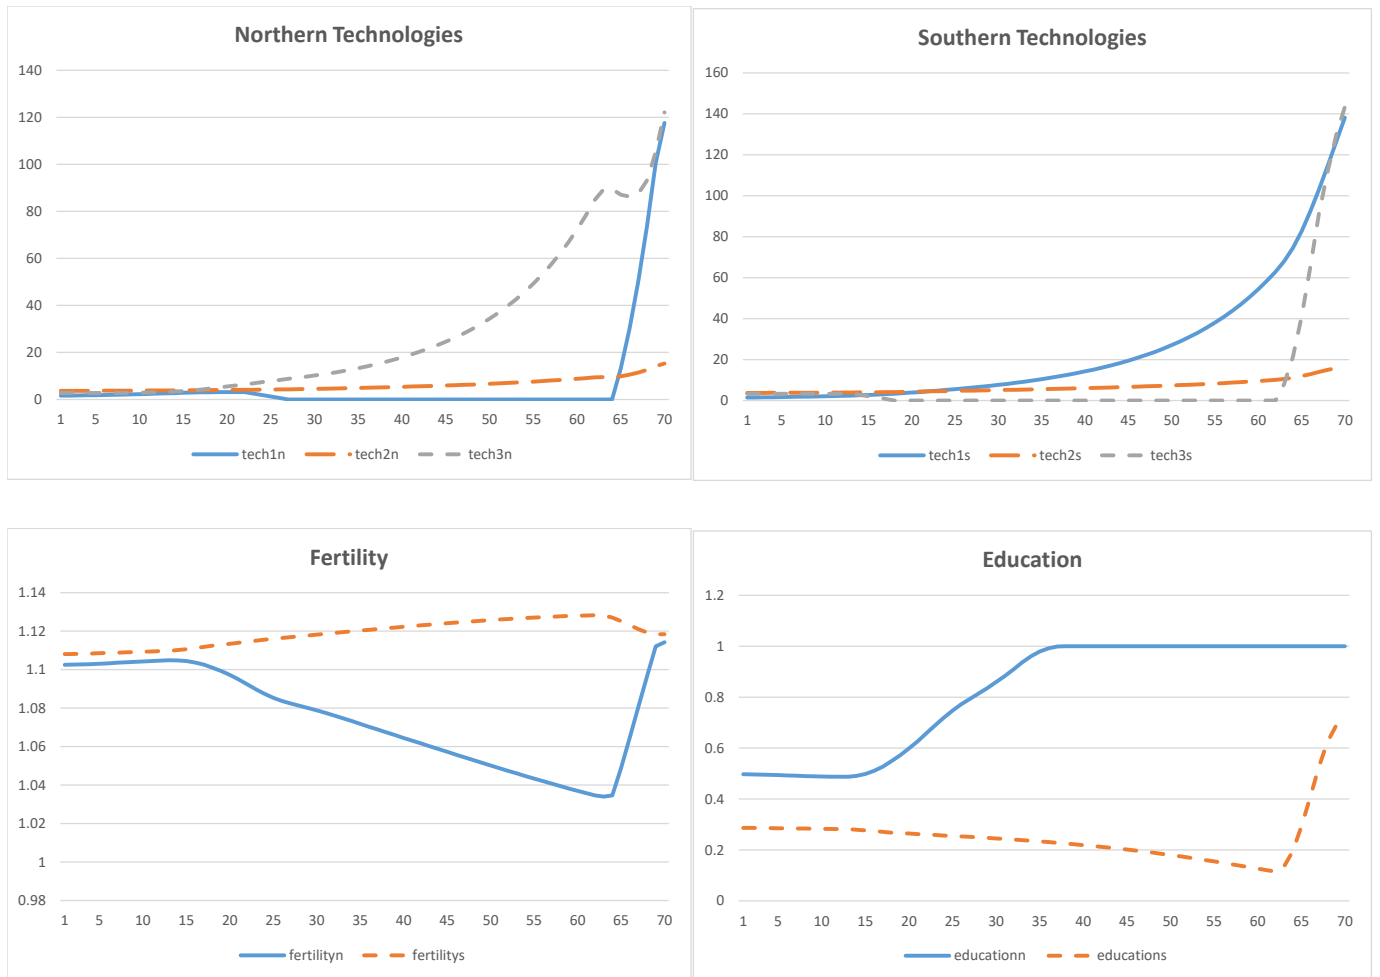 Northern Technologies
140
120
100
80
60
40
20
0
1 5 10 15 20 25 30 35 40 45 50 55 60 65 70
tech1n tech2n tech3n
Southern Technologies
160
140
120
100
80
60
40
20
0
1 5 10 15 20 25 30 35 40 45 50 55 60 65 70
tech1s tech2s tech3s
Fertility
1.14
1.12
1.1
1.08
1.06
1.04
1.02
1
0.98
1 5 10 15 20 25 30 35 40 45 50 55 60 65 70
fertilityn fertilitys
Education
1.2
1
0.8
0.6
0.4
0.2
0
1 5 10 15 20 25 30 35 40 45 50 55 60 65 70
educationn educations